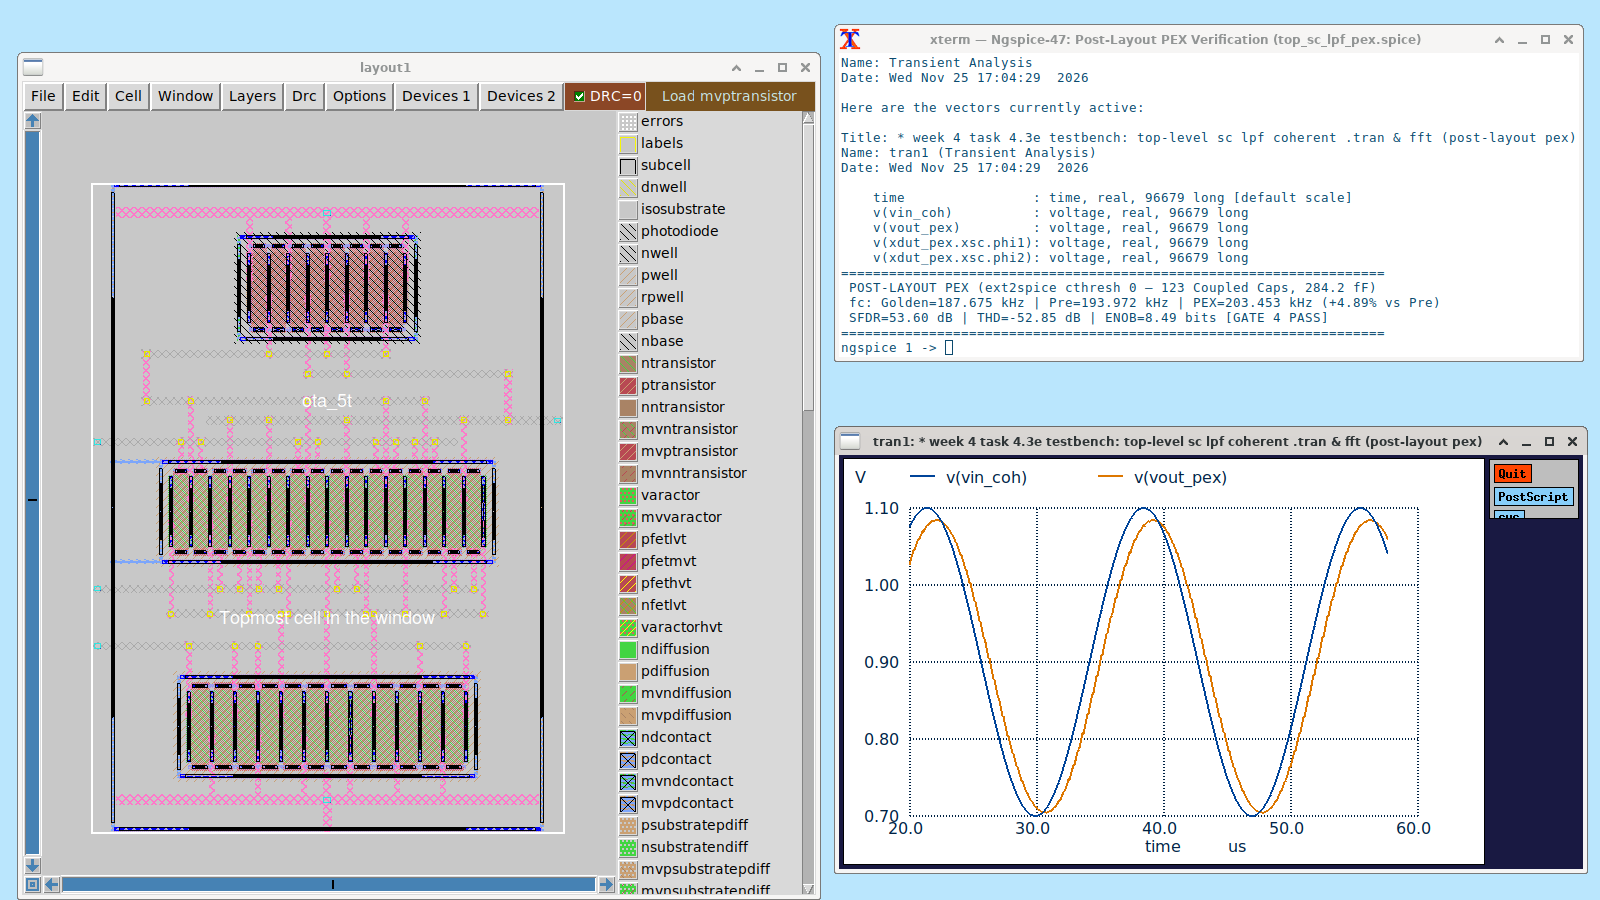 layout1
File Edit Cell Window Layers Drc Options Devices 1 Devices 2 DRC=0 Load mvptransistor
errors
labels
subcell
dnwell
isosubstrate
photodiode
nwell
pwell
rpwell
pbase
nbase
ntransistor
ptransistor
nntransistor
mvntransistor
mvptransistor
mvnntransistor
varactor
mvvaractor
pfetlvt
pfetmvt
pfethvt
nfetlvt
varactorhvt
ndiffusion
pdiffusion
mvndiffusion
mvpdiffusion
ndcontact
pdcontact
mvndcontact
mvpdcontact
psubstratepdiff
nsubstratendiff
mvpsubstratepdiff
mvnsubstratendiff
ota_5t
Topmost cell in the window
xterm — Ngspice-47: Post-Layout PEX Verification (top_sc_lpf_pex.spice)
Name: Transient Analysis
Date: Wed Nov 25 17:04:29  2026
Here are the vectors currently active:
Title: * week 4 task 4.3e testbench: top-level sc lpf coherent .tran & fft (post-layout pex)
Name: tran1 (Transient Analysis)
Date: Wed Nov 25 17:04:29  2026
time : time, real, 96679 long [default scale]
v(vin_coh) : voltage, real, 96679 long
v(vout_pex) : voltage, real, 96679 long
v(xdut_pex.xsc.phi1): voltage, real, 96679 long
v(xdut_pex.xsc.phi2): voltage, real, 96679 long
====================================================================
POST-LAYOUT PEX (ext2spice cthresh 0 — 123 Coupled Caps, 284.2 fF)
fc: Golden=187.675 kHz | Pre=193.972 kHz | PEX=203.453 kHz (+4.89% vs Pre)
SFDR=53.60 dB | THD=-52.85 dB | ENOB=8.49 bits [GATE 4 PASS]
====================================================================
ngspice 1 ->
tran1: * week 4 task 4.3e testbench: top-level sc lpf coherent .tran & fft (post-layout pex)
V v(vin_coh) v(vout_pex)
1.10
1.00
0.90
0.80
0.70
20.0 30.0 40.0 50.0 60.0
time us
Quit
PostScript